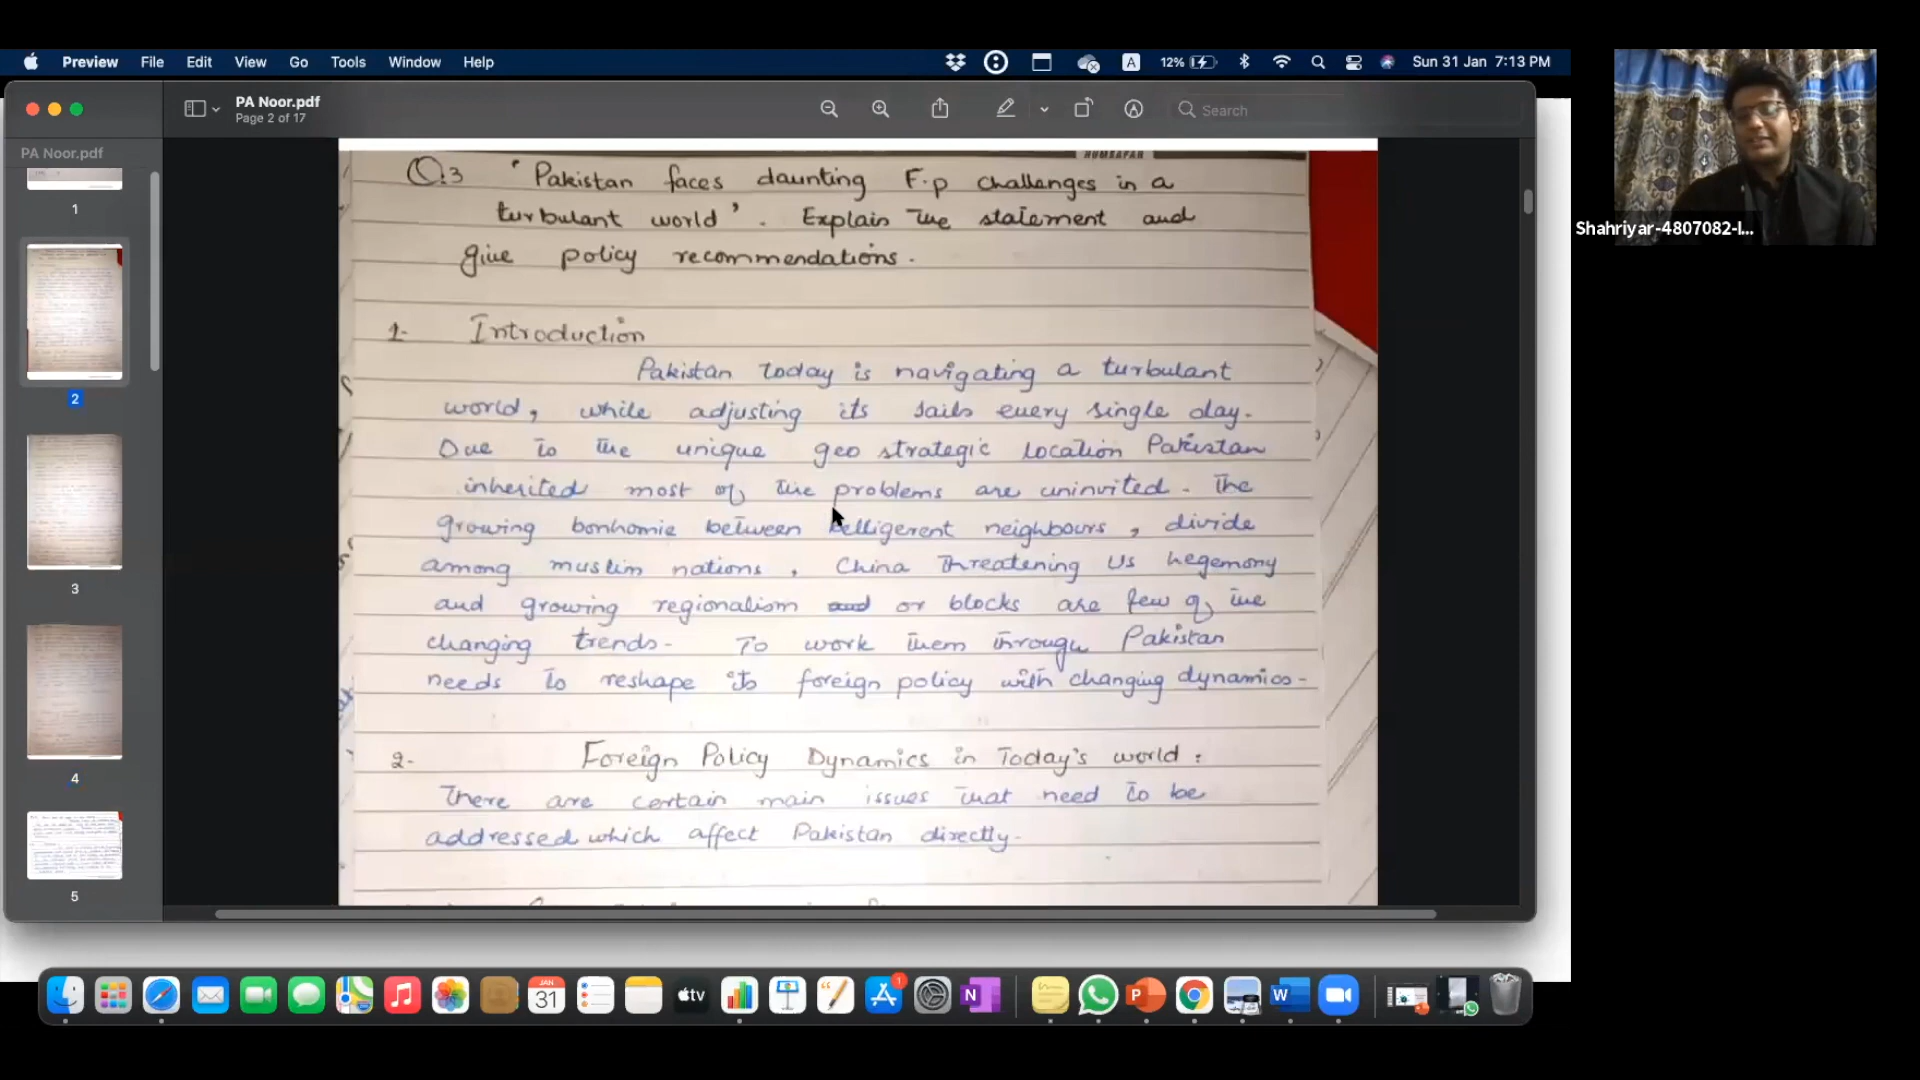 Preview File Edit View Go Tools Window Help
12% Sun 31 Jan 7:13 PM
PA Noor.pdf
Page 2 of 17
Search
PA Noor.pdf
1
2
3
4
5
HUMSAFAR
Q.3 'Pakistan faces daunting F.p challenges in a
turbulant world'. Explain the statement and
give policy recommendations.
1- Introduction
Pakistan today is navigating a turbulant
world, while adjusting its sails every single day.
Due to the unique geo strategic location Pakistan
inherited most of the problems are uninvited. The
growing bonhomie between belligerent neighbours, divide
among muslim nations, China threatening US hegemony
and growing regionalism and or blocks are few of the
changing trends- To work them through Pakistan
needs to reshape its foreign policy with changing dynamics-
2- Foreign Policy Dynamics in Today's world:
There are certain main issues that need to be
addressed which affect Pakistan directly-
Shahriyar-4807082-l...
JAN
31
tv
N
P
W
1